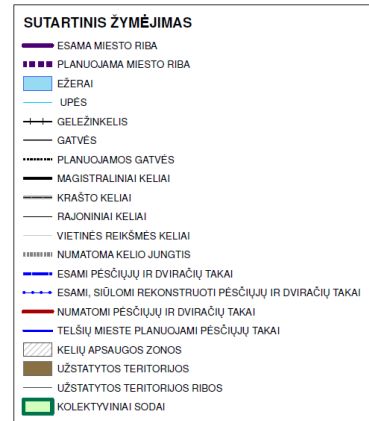 SUTARTINIS ŽYMĖJIMAS
ESAMA MIESTO RIBA
PLANUOJAMA MIESTO RIBA
EŽERAI
UPĖS
GELEŽINKELIS
GATVĖS
PLANUOJAMOS GATVĖS
MAGISTRALINIAI KELIAI
KRAŠTO KELIAI
RAJONINIAI KELIAI
VIETINĖS REIKŠMĖS KELIAI
NUMATOMA KELIO JUNGTIS
ESAMI PĖSČIŲJŲ IR DVIRAČIŲ TAKAI
ESAMI, SIŪLOMI REKONSTRUOTI PĖSČIŲJŲ IR DVIRAČIŲ TAKAI
NUMATOMI PĖSČIŲJŲ IR DVIRAČIŲ TAKAI
TELŠIŲ MIESTE PLANUOJAMI PĖSČIŲJŲ TAKAI
KELIŲ APSAUGOS ZONOS
UŽSTATYTOS TERITORIJOS
UŽSTATYTOS TERITORIJOS RIBOS
KOLEKTYVINIAI SODAI